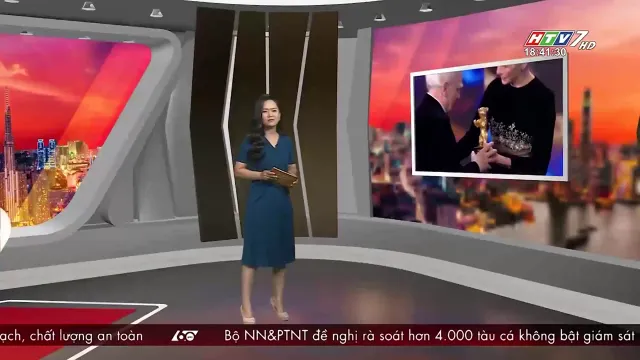 HTV7 HD
18:41:30
ạch, chất lượng an toàn 60 Bộ NN&PTNT đề nghị rà soát hơn 4.000 tàu cá không bật giám sát